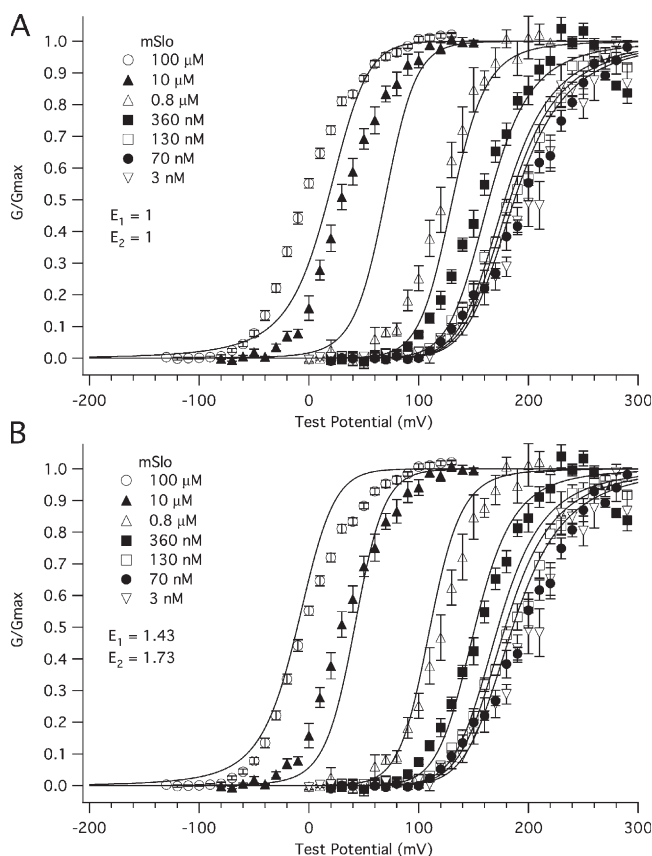 A
mSlo
100 μM
10 μM
0.8 μM
360 nM
130 nM
70 nM
3 nM
E1 = 1
E2 = 1
G/Gmax
1.0
0.9
0.8
0.7
0.6
0.5
0.4
0.3
0.2
0.1
0.0
-200 -100 0 100 200 300
Test Potential (mV)
B
mSlo
100 μM
10 μM
0.8 μM
360 nM
130 nM
70 nM
3 nM
E1 = 1.43
E2 = 1.73
G/Gmax
1.0
0.9
0.8
0.7
0.6
0.5
0.4
0.3
0.2
0.1
0.0
-200 -100 0 100 200 300
Test Potential (mV)